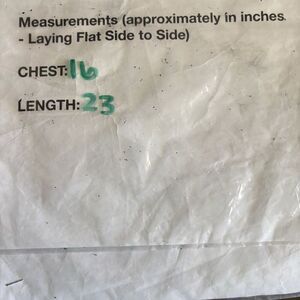 Measurements (approximately in inches.
- Laying Flat Side to Side)
CHEST: 16
LENGTH: 23